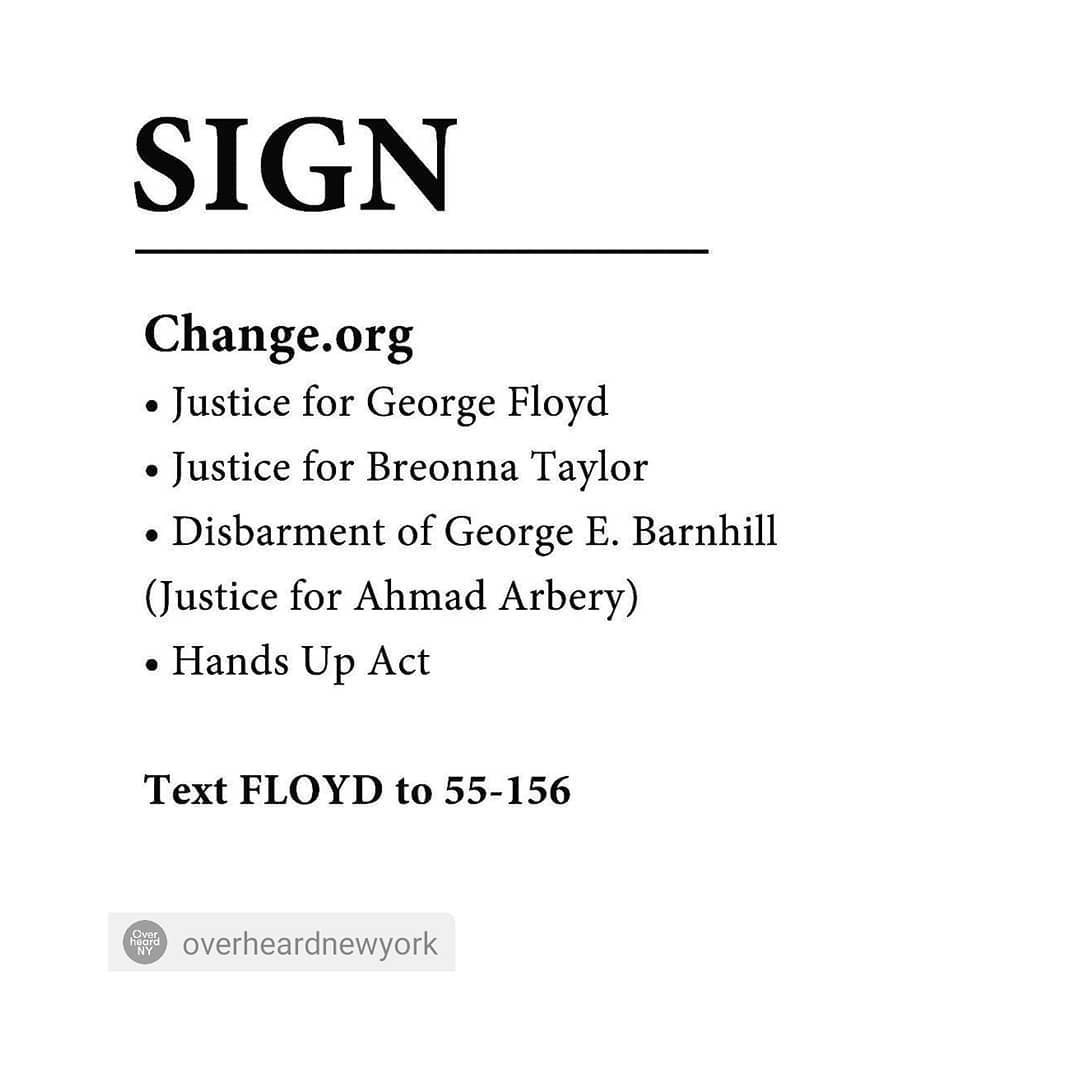 SIGN
Change.org
• Justice for George Floyd
• Justice for Breonna Taylor
• Disbarment of George E. Barnhill
(Justice for Ahmad Arbery)
• Hands Up Act
Text FLOYD to 55-156
Over
heard
NY
overheardnewyork